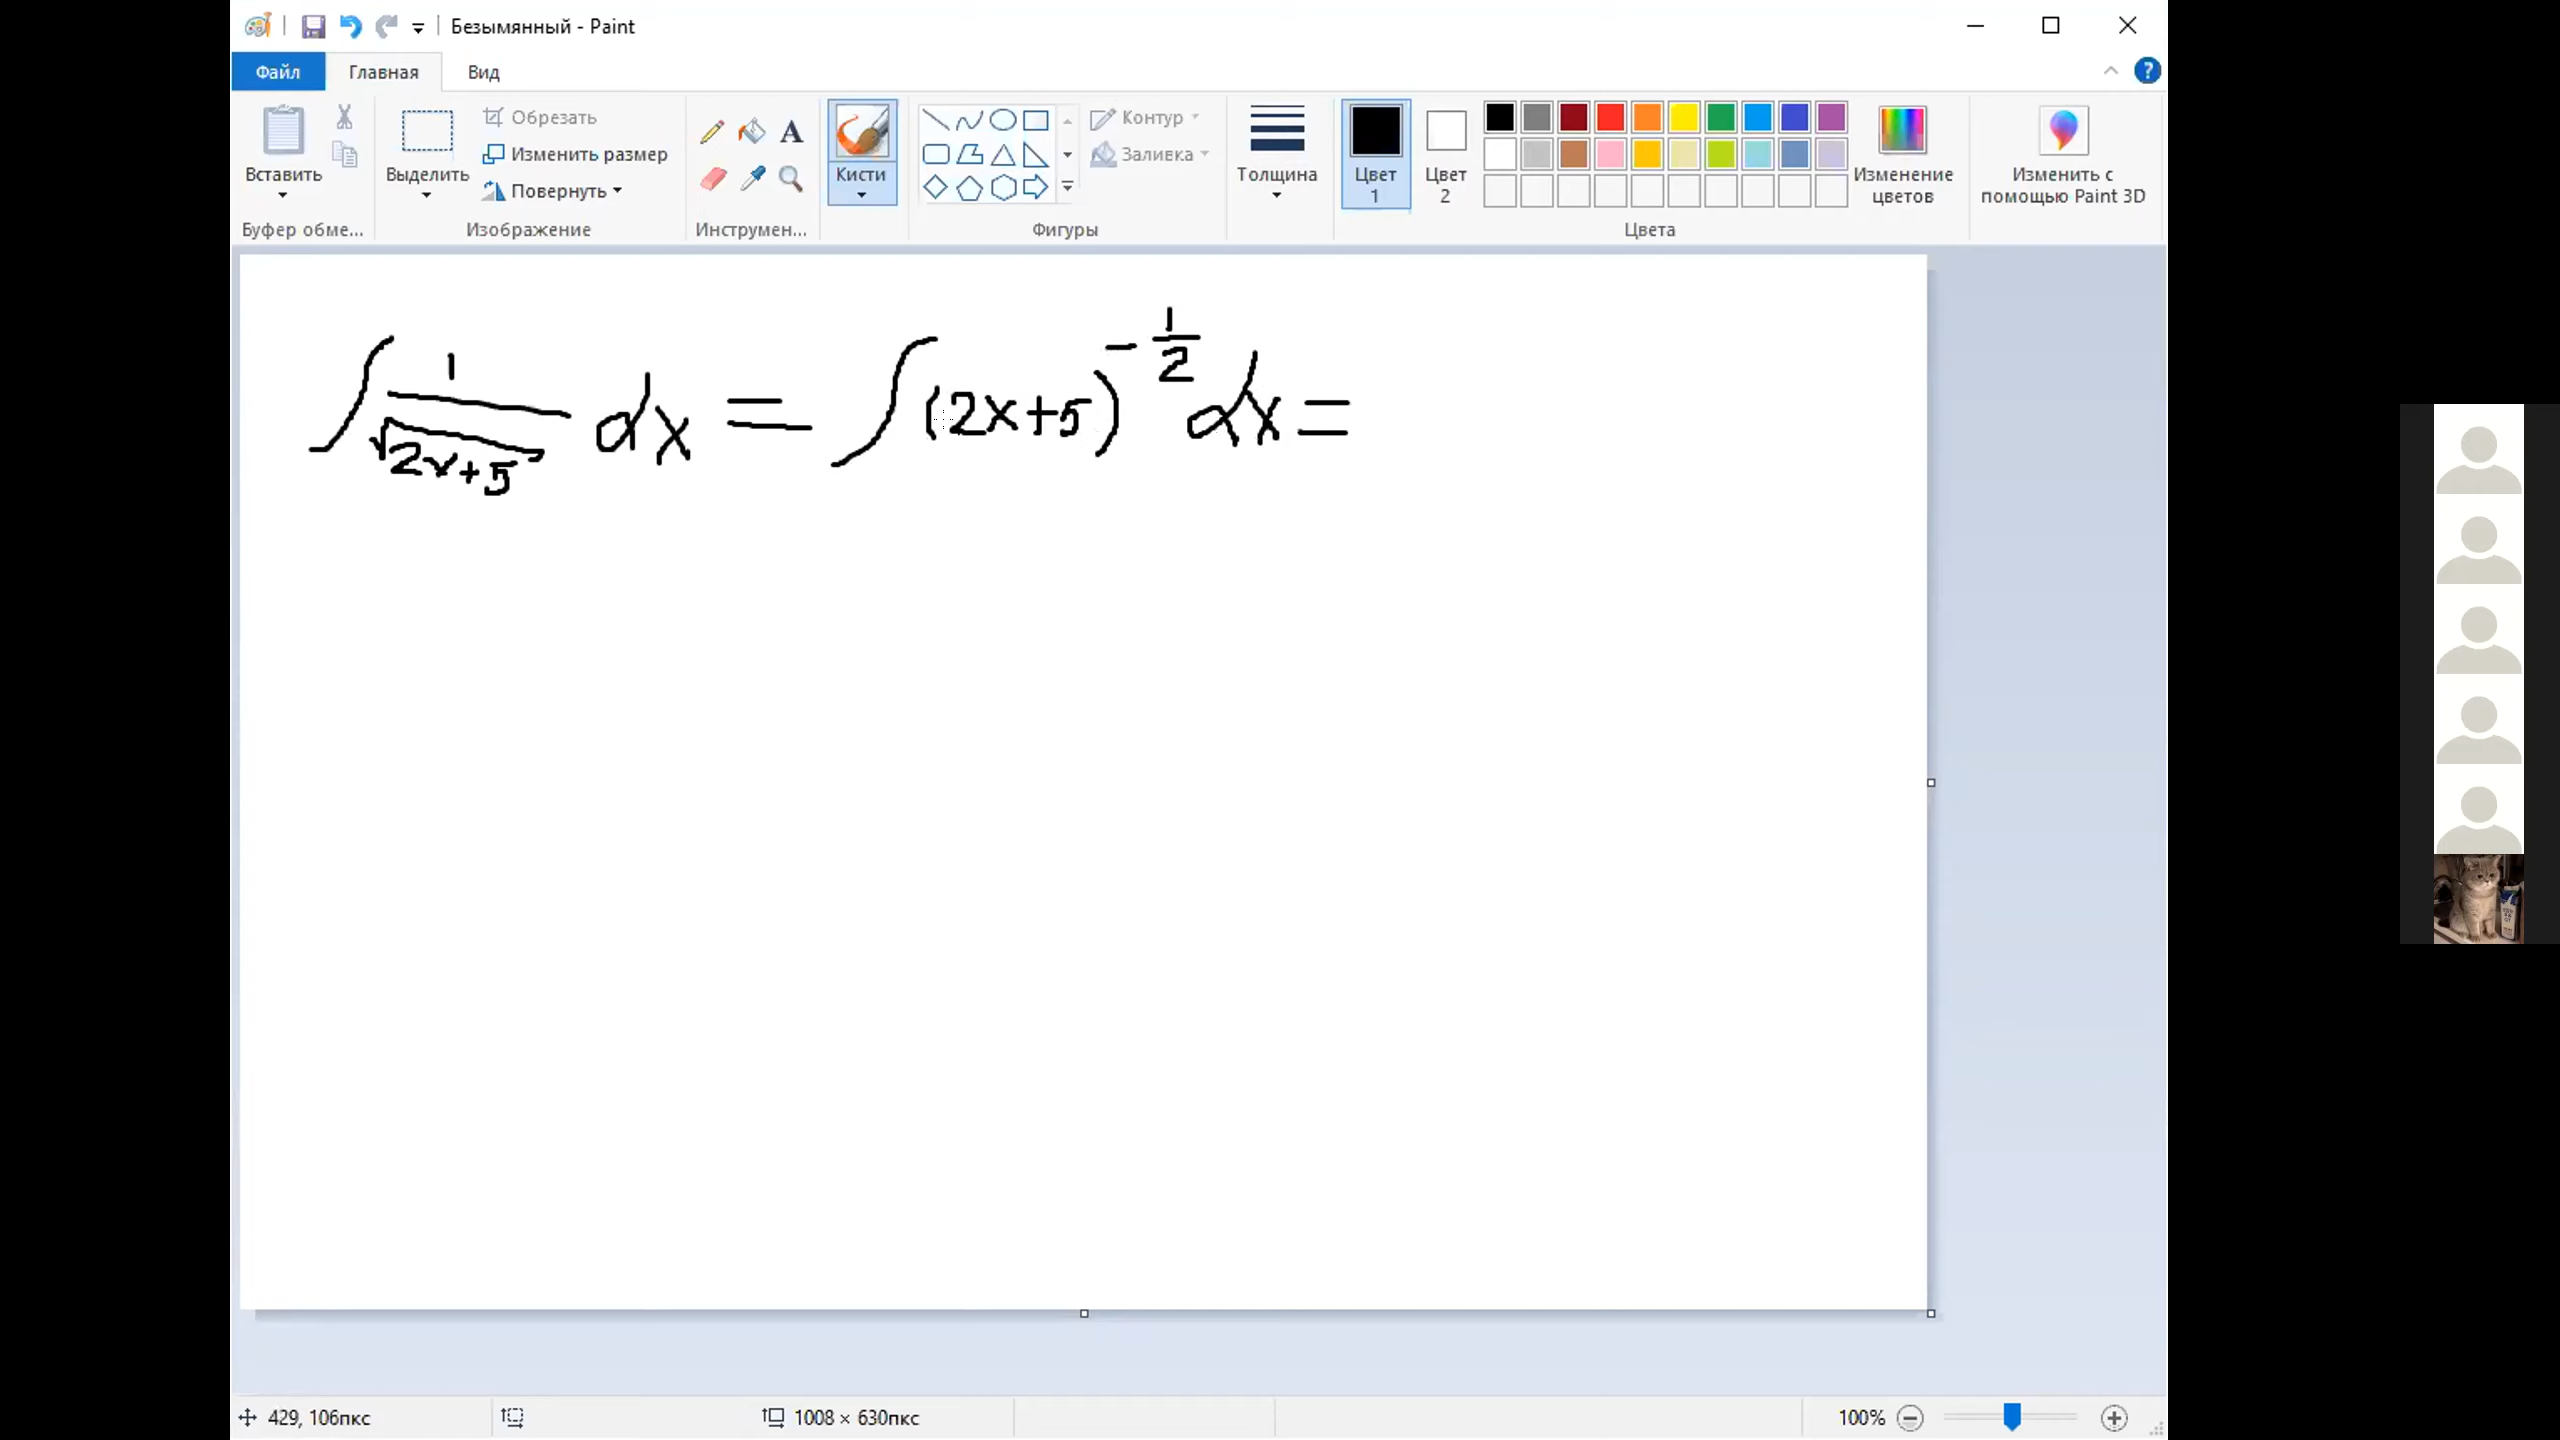 Безымянный - Paint
Файл Главная Вид
Вставить
Выделить
Обрезать
Изменить размер
Повернуть
A
Кисти
Контур
Заливка
Толщина
Цвет 1
Цвет 2
Изменение цветов
Изменить с помощью Paint 3D
?
Буфер обме...
Изображение
Инструмен...
Фигуры
Цвета
∫ 1/√(2x+5) dx = ∫ (2x+5)^(-1/2) dx =
429, 106пкс
1008 × 630пкс
100%